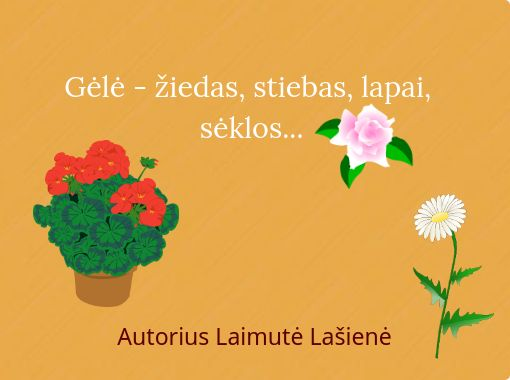 Gėlė - žiedas, stiebas, lapai,
sėklos...
Autorius Laimutė Lašienė